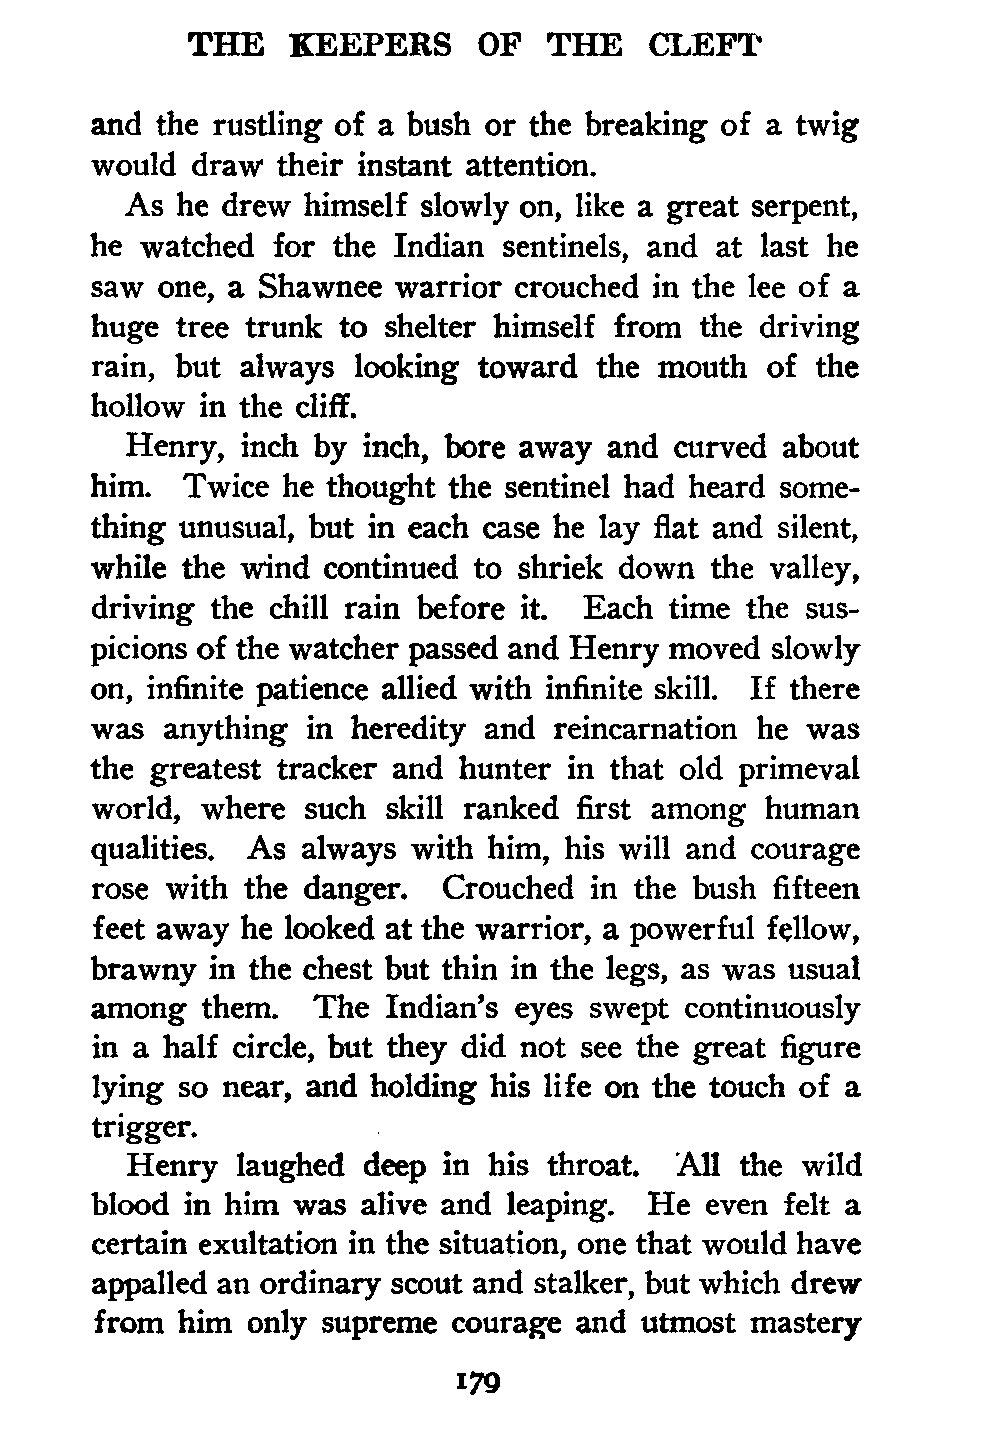 THE KEEPERS OF THE CLEFT
and the rustling of a bush or the breaking of a twig
would draw their instant attention.
As he drew himself slowly on, like a great serpent,
he watched for the Indian sentinels, and at last he
saw one, a Shawnee warrior crouched in the lee of a
huge tree trunk to shelter himself from the driving
rain, but always looking toward the mouth of the
hollow in the cliff.
Henry, inch by inch, bore away and curved about
him. Twice he thought the sentinel had heard some-
thing unusual, but in each case he lay flat and silent,
while the wind continued to shriek down the valley,
driving the chill rain before it. Each time the sus-
picions of the watcher passed and Henry moved slowly
on, infinite patience allied with infinite skill. If there
was anything in heredity and reincarnation he was
the greatest tracker and hunter in that old primeval
world, where such skill ranked first among human
qualities. As always with him, his will and courage
rose with the danger. Crouched in the bush fifteen
feet away he looked at the warrior, a powerful fellow,
brawny in the chest but thin in the legs, as was usual
among them. The Indian's eyes swept continuously
in a half circle, but they did not see the great figure
lying so near, and holding his life on the touch of a
trigger.
Henry laughed deep in his throat. All the wild
blood in him was alive and leaping. He even felt a
certain exultation in the situation, one that would have
appalled an ordinary scout and stalker, but which drew
from him only supreme courage and utmost mastery
179